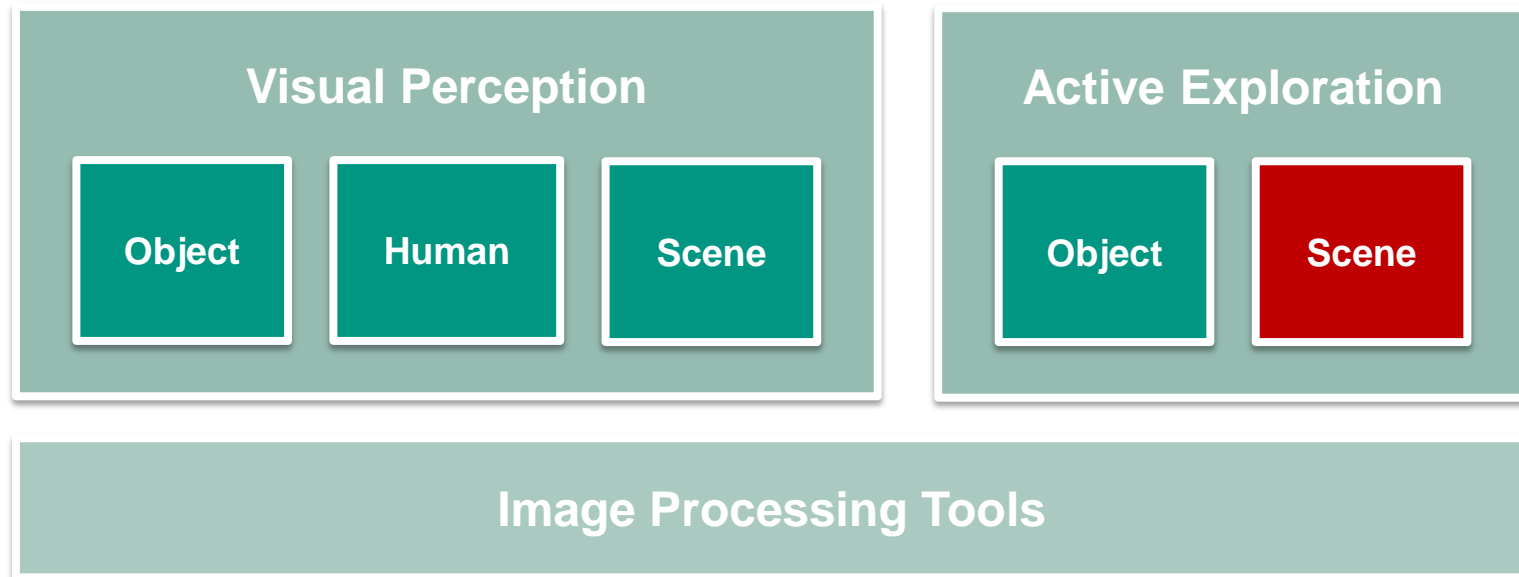 Visual Perception
Object
Human
Scene
Active Exploration
Object
Scene
Image Processing Tools